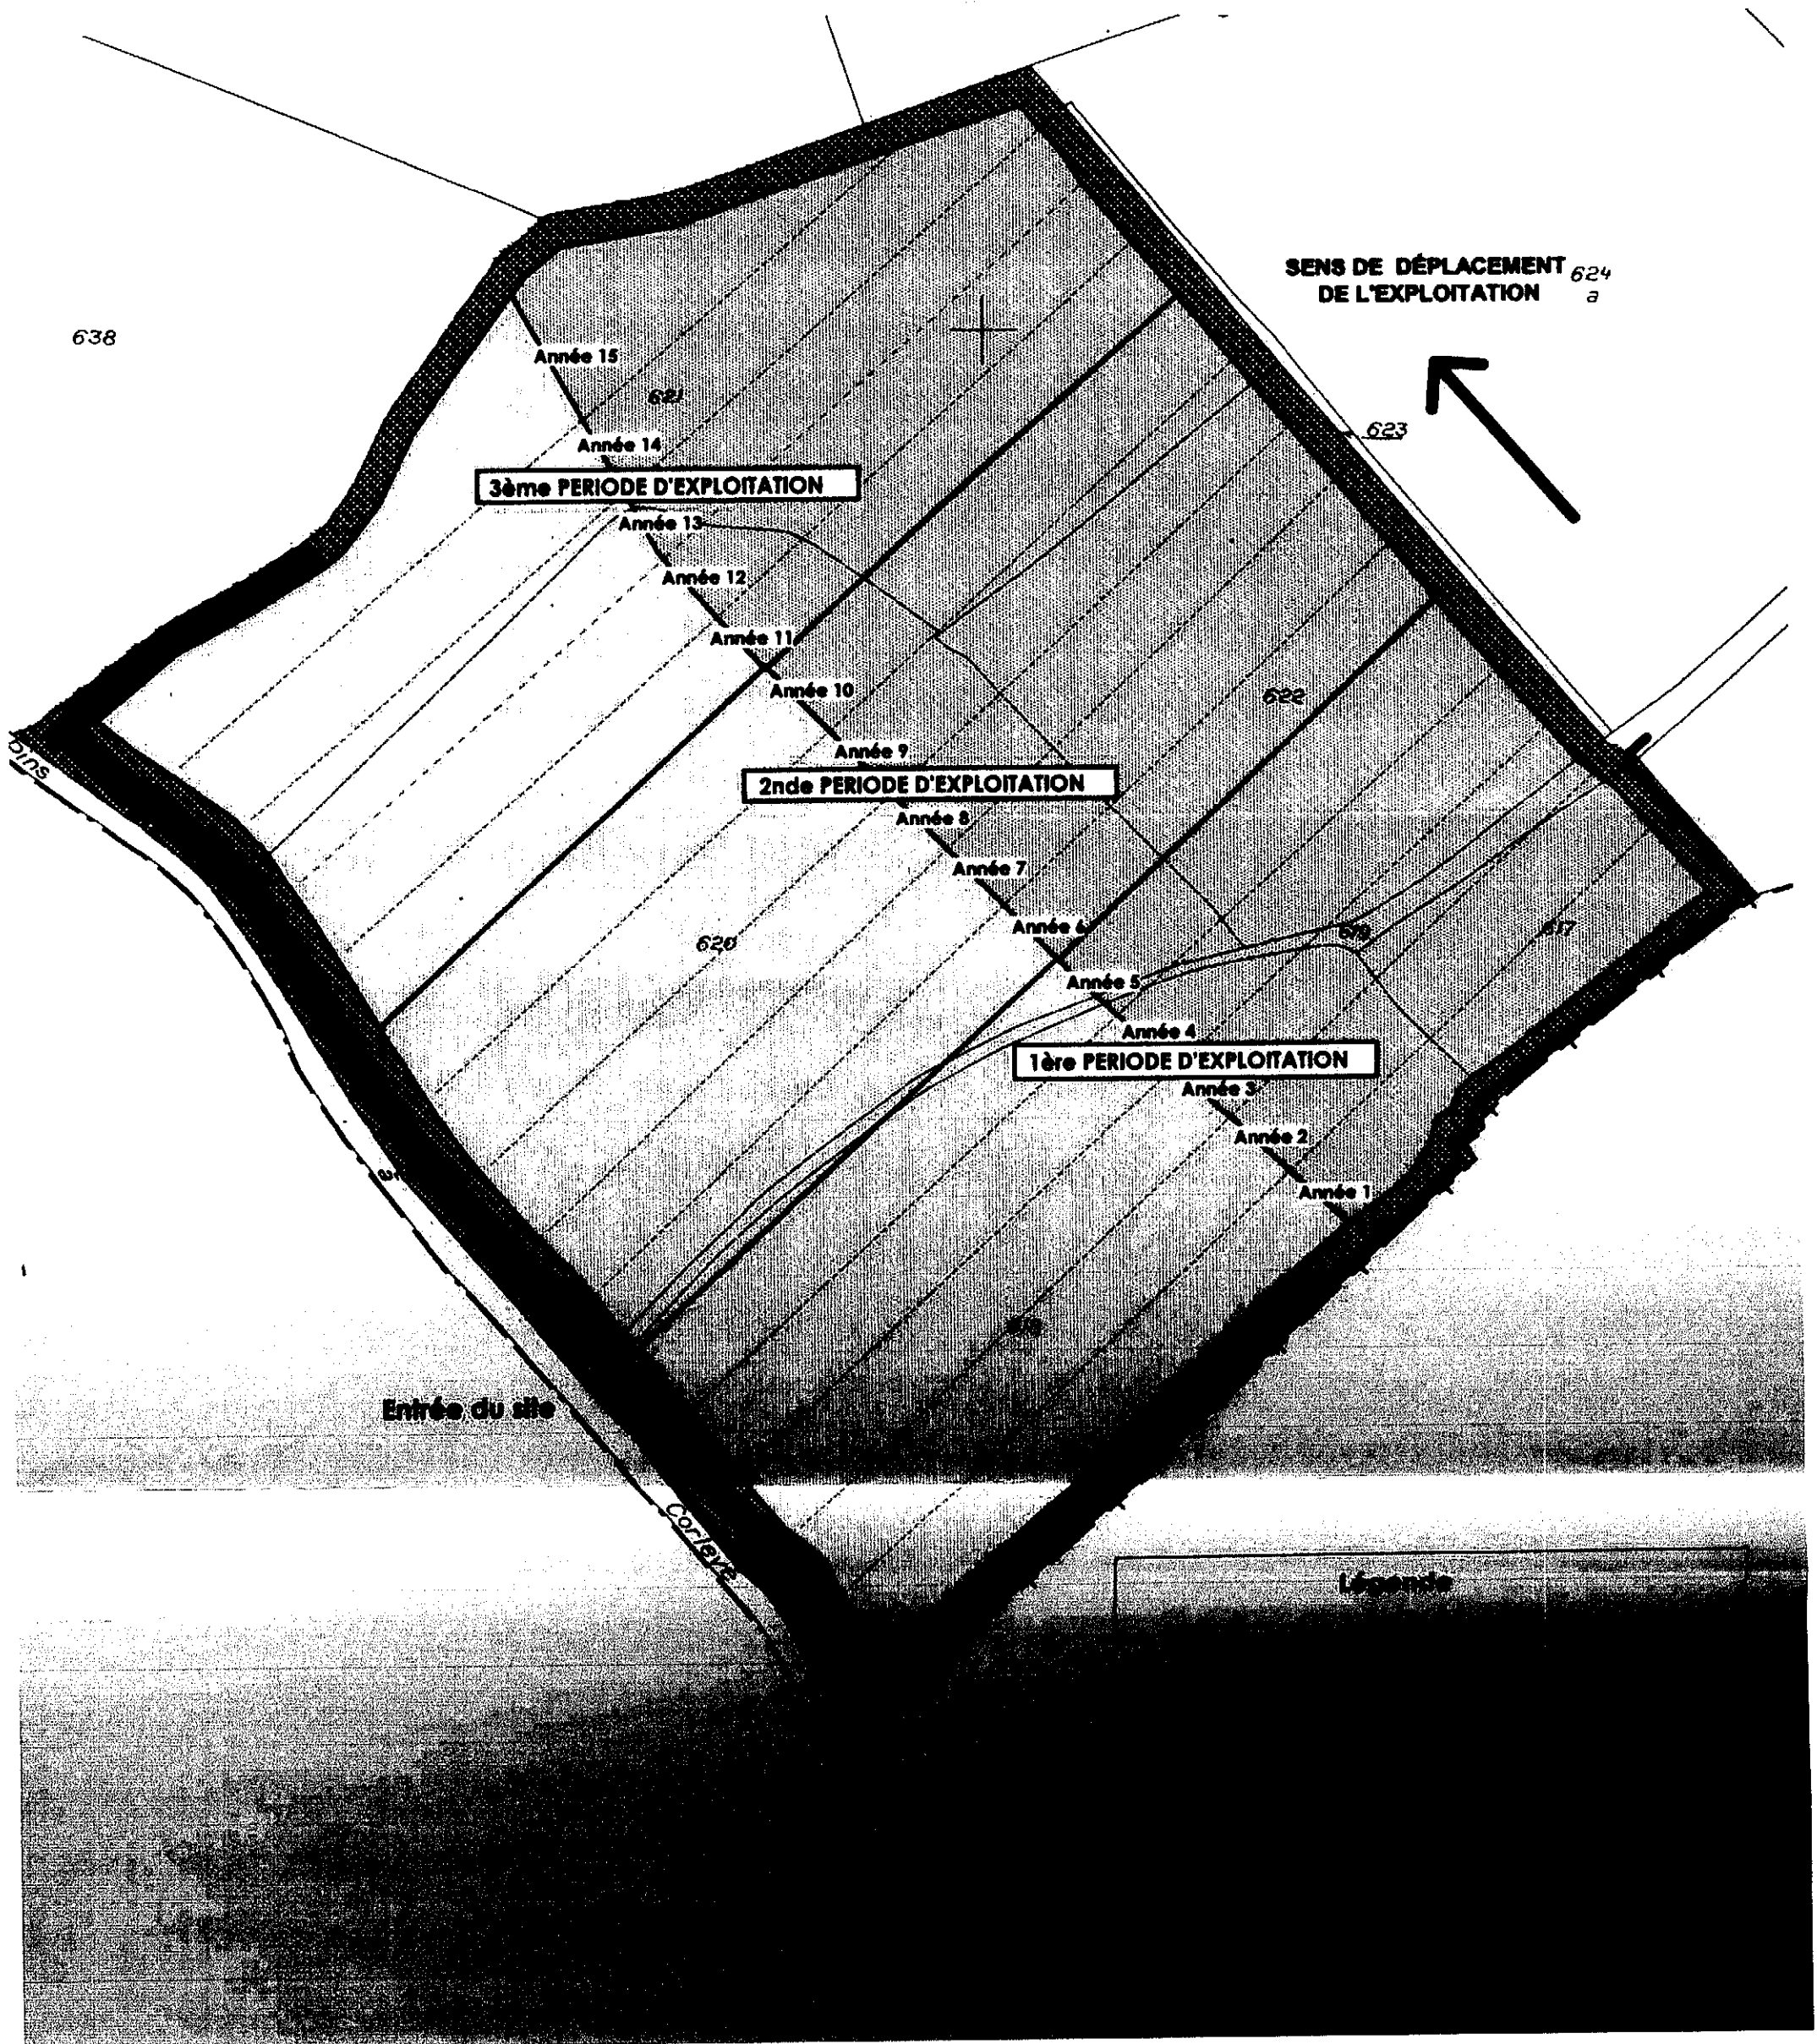 SENS DE DÉPLACEMENT
DE L'EXPLOITATION
624
a
638
Année 15
621
623
Année 14
3ème PERIODE D'EXPLOITATION
Année 13
Année 12
Année 11
Année 10
622
Année 9
2nde PERIODE D'EXPLOITATION
Année 8
Année 7
Année 6
620
617
Année 5
Année 4
1ère PERIODE D'EXPLOITATION
Année 3
Année 2
Année 1
Entrée du site
Corlave
Légende